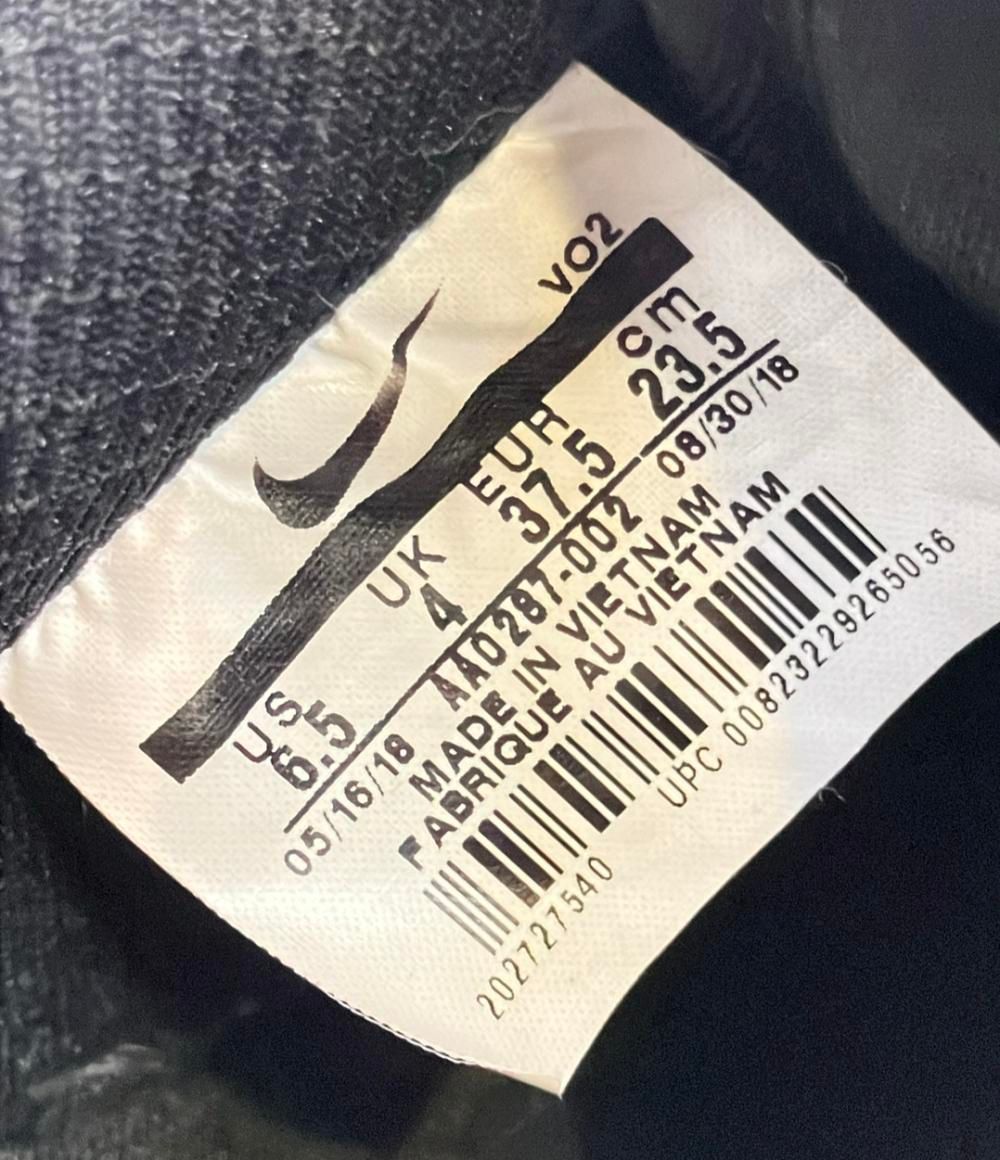 VO2
US UK EUR cm
6.5 4 37.5 23.5
05/16/18 AA0287-002 08/30/18
MADE IN VIETNAM
FABRIQUE AU VIETNAM
202727540 UPC 00823229265056